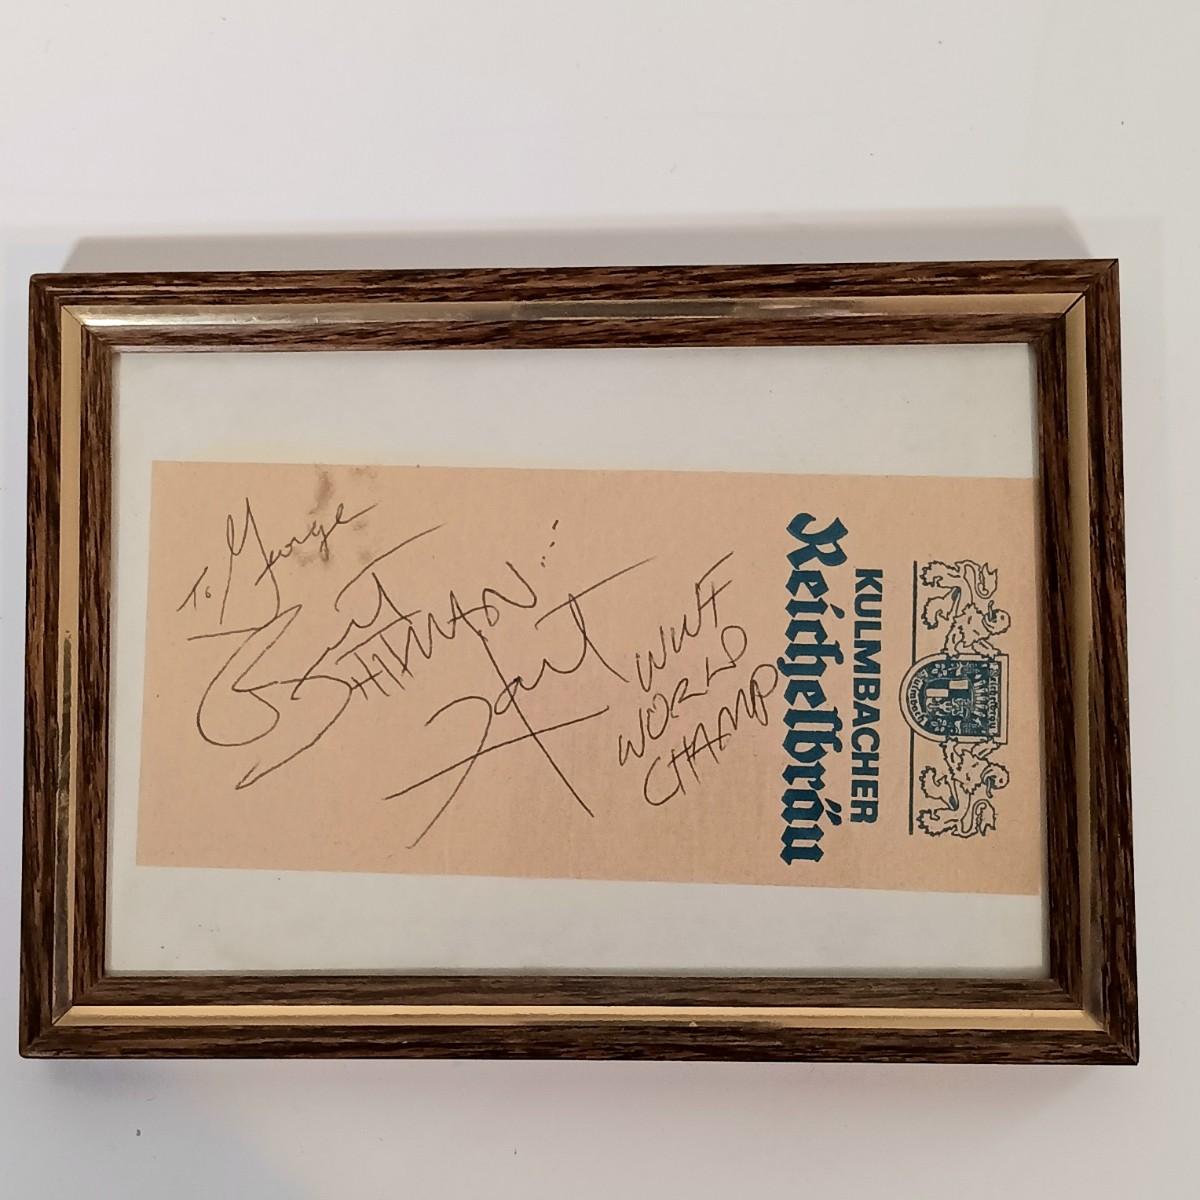 To George
Bret
"HITMAN"...
Hart
WWF
WORLD
CHAMP
KULMBACHER
Reichelbräu